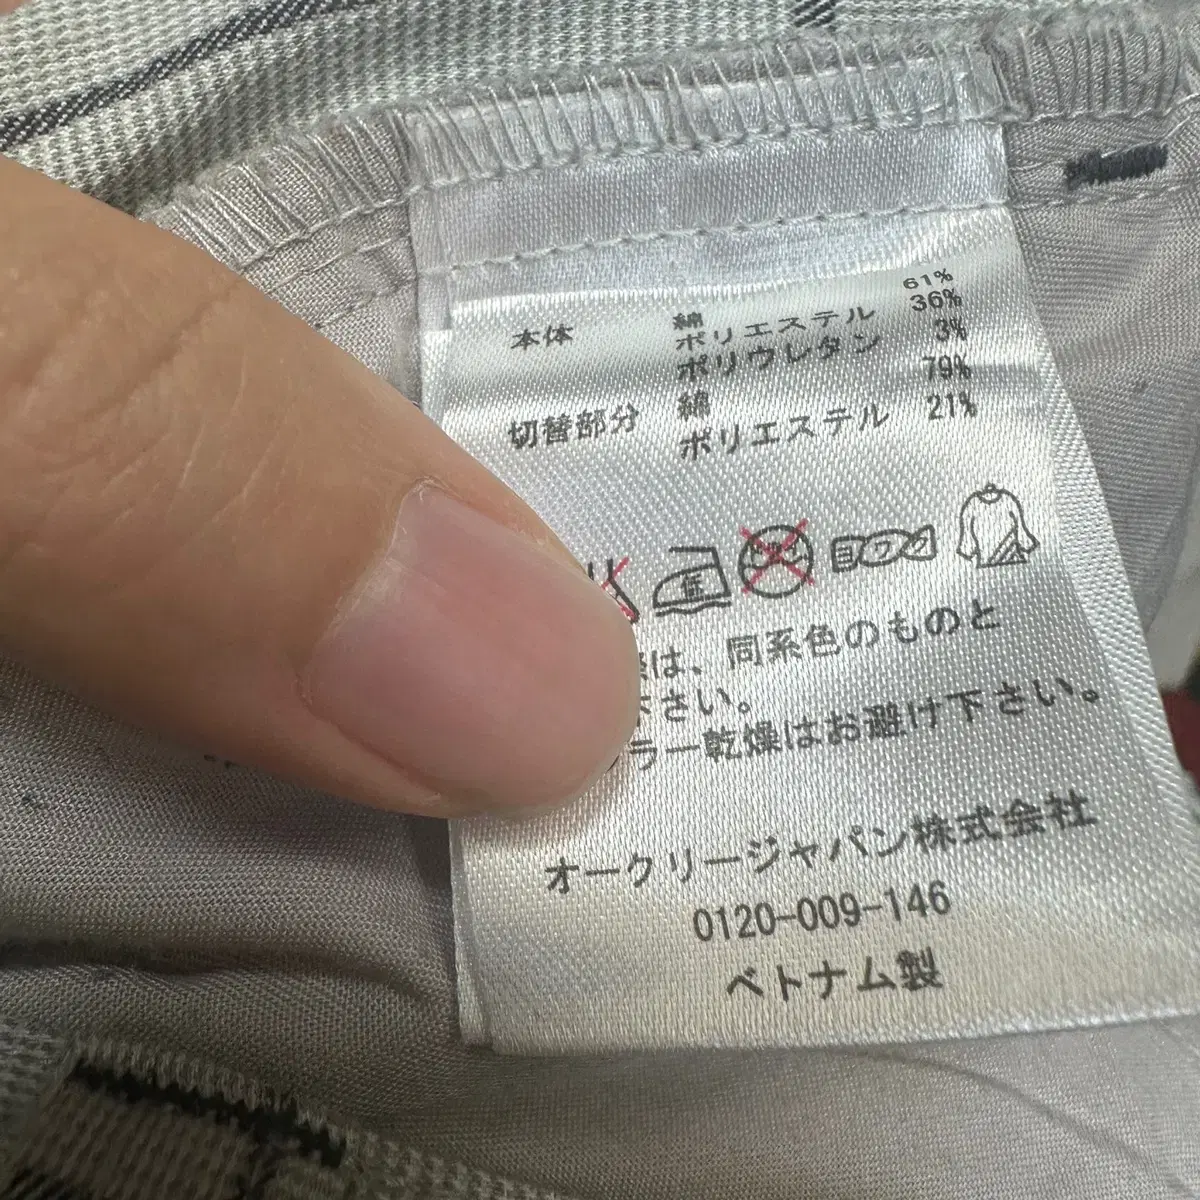 本体 綿 61%
ポリエステル 36%
ポリウレタン 3%
切替部分 綿 79%
ポリエステル 21%
低
は、同系色のものと
さい。
ラー乾燥はお避け下さい。
オークリージャパン株式会社
0120-009-146
ベトナム製